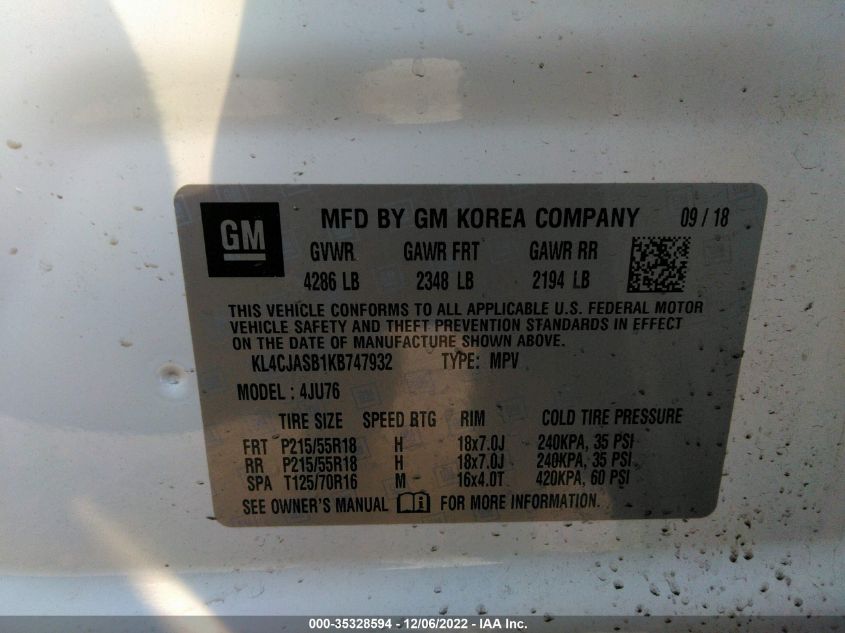 GM MFD BY GM KOREA COMPANY 09 / 18
GVWR GAWR FRT GAWR RR
4286 LB 2348 LB 2194 LB
THIS VEHICLE CONFORMS TO ALL APPLICABLE U.S. FEDERAL MOTOR
VEHICLE SAFETY AND THEFT PREVENTION STANDARDS IN EFFECT
ON THE DATE OF MANUFACTURE SHOWN ABOVE.
KL4CJASB1KB747932 TYPE: MPV
MODEL : 4JU76
TIRE SIZE SPEED RTG RIM COLD TIRE PRESSURE
FRT P215/55R18 H 18x7.0J 240KPA, 35 PSI
RR P215/55R18 H 18x7.0J 240KPA, 35 PSI
SPA T125/70R16 M 16x4.0T 420KPA, 60 PSI
SEE OWNER'S MANUAL FOR MORE INFORMATION.
000-35328594 - 12/06/2022 - IAA Inc.